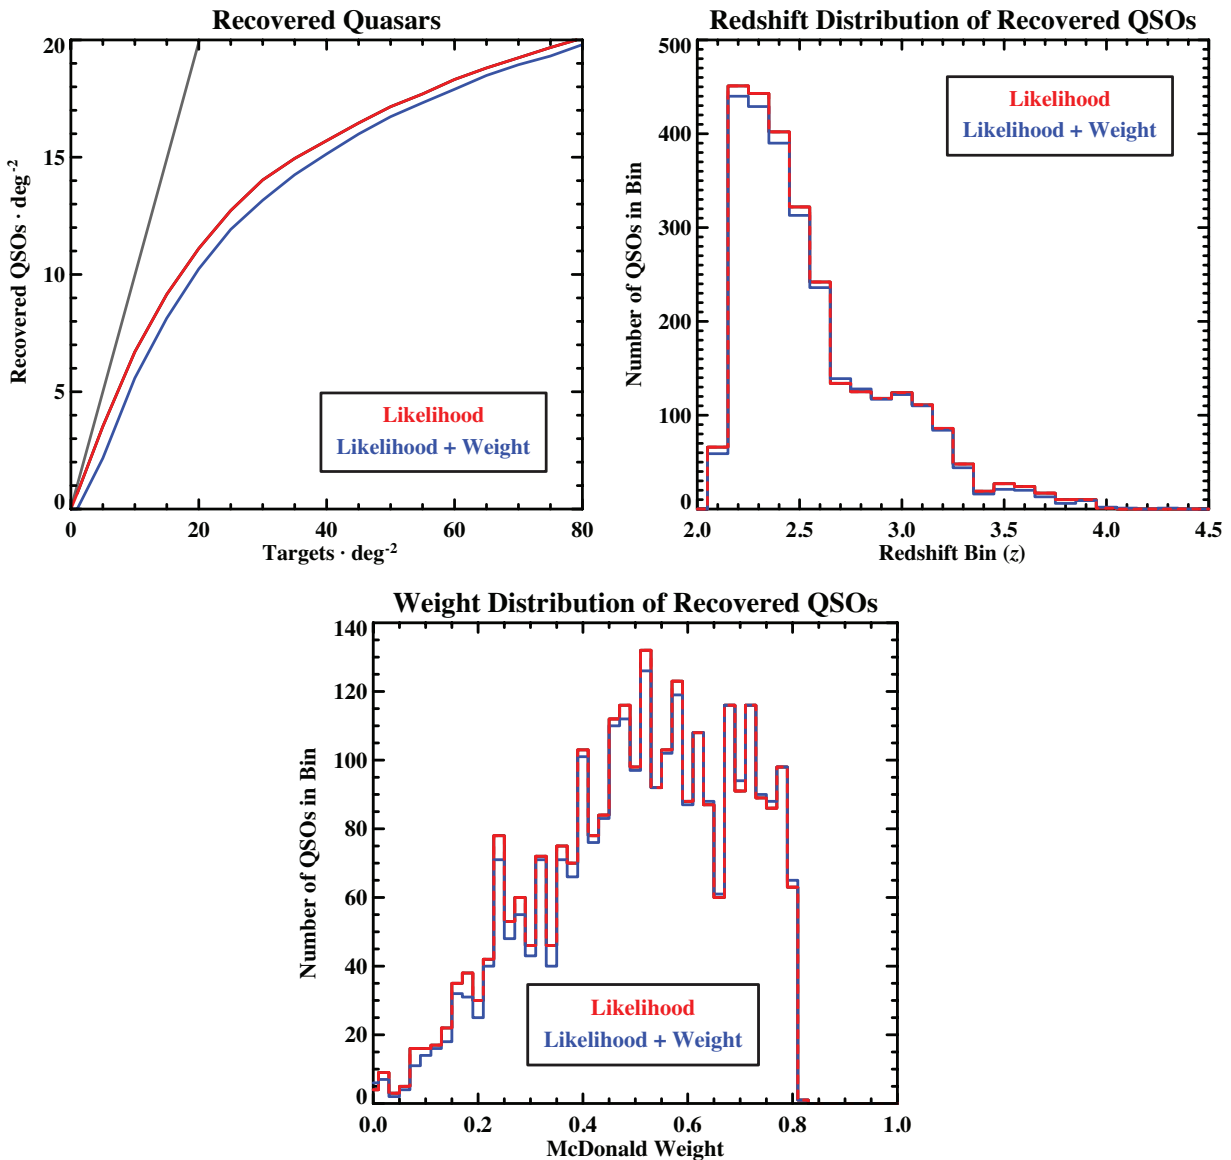 Recovered Quasars
20
15
10
5
0
Recovered QSOs · deg-2
Likelihood
Likelihood + Weight
0 20 40 60 80
Targets · deg-2
Redshift Distribution of Recovered QSOs
500
400
300
200
100
0
Number of QSOs in Bin
Likelihood
Likelihood + Weight
2.0 2.5 3.0 3.5 4.0 4.5
Redshift Bin (z)
Weight Distribution of Recovered QSOs
140
120
100
80
60
40
20
0
Number of QSOs in Bin
Likelihood
Likelihood + Weight
0.0 0.2 0.4 0.6 0.8 1.0
McDonald Weight